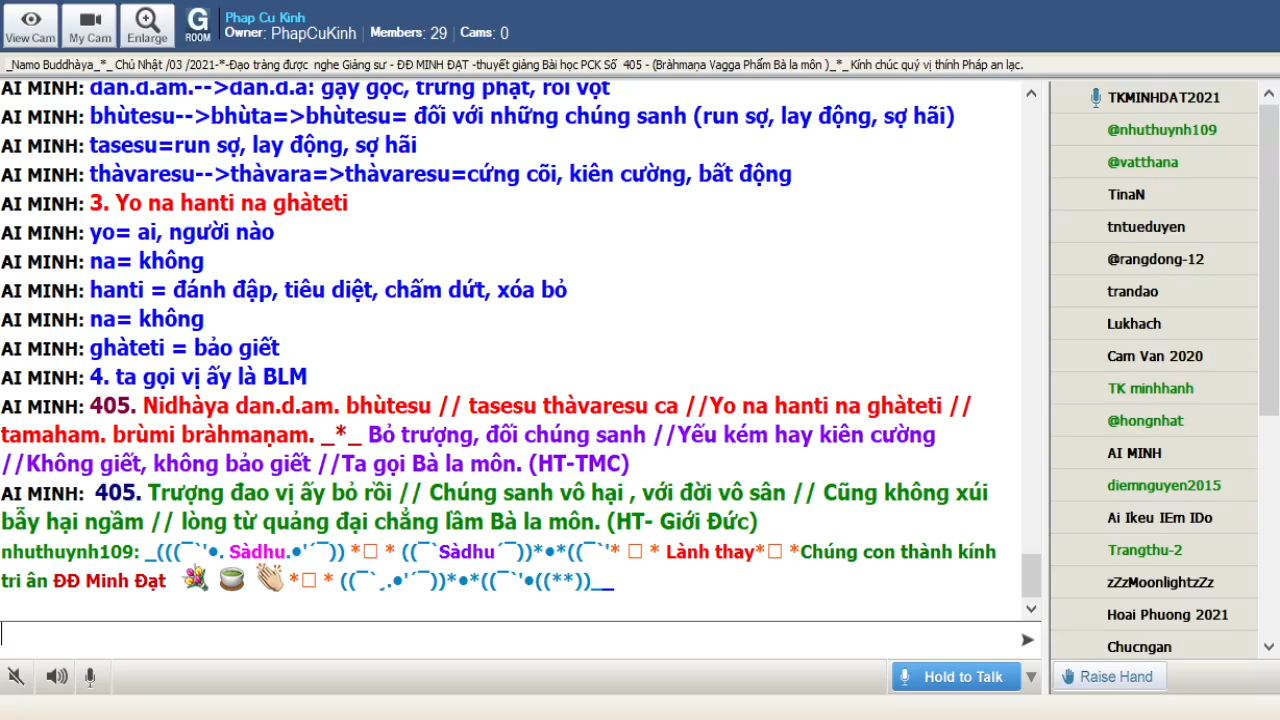 View Cam
My Cam
Enlarge
G
ROOM
Phap Cu Kinh
Owner: PhapCuKinh | Members: 29 | Cams: 0
_Namo Buddhàya_*_ Chủ Nhật /03 /2021-*-Đạo tràng được nghe Giảng sư - ĐĐ MINH ĐẠT -thuyết giảng Bài học PCK Số 405 - (Bràhmaṇa Vagga Phẩm Bà la môn )_*_ Kính chúc quý vị thính Pháp an lạc.
AI MINH: dan.d.am.-->dan.d.a: gậy gọc, trừng phạt, roi vọt
AI MINH: bhùtesu-->bhùta=>bhùtesu= đối với những chúng sanh (run sợ, lay động, sợ hãi)
AI MINH: tasesu=run sợ, lay động, sợ hãi
AI MINH: thàvaresu-->thàvara=>thàvaresu=cứng cõi, kiên cường, bất động
AI MINH: 3. Yo na hanti na ghàteti
AI MINH: yo= ai, người nào
AI MINH: na= không
AI MINH: hanti = đánh đập, tiêu diệt, chấm dứt, xóa bỏ
AI MINH: na= không
AI MINH: ghàteti = bảo giết
AI MINH: 4. ta gọi vị ấy là BLM
AI MINH: 405. Nidhàya dan.d.am. bhùtesu // tasesu thàvaresu ca //Yo na hanti na ghàteti //
tamaham. brùmi bràhmaṇam. _*_ Bỏ trượng, đối chúng sanh //Yếu kém hay kiên cường
//Không giết, không bảo giết //Ta gọi Bà la môn. (HT-TMC)
AI MINH: 405. Trượng đao vị ấy bỏ rồi // Chúng sanh vô hại , với đời vô sân // Cũng không xúi
bẫy hại ngầm // lòng từ quảng đại chẳng lầm Bà la môn. (HT- Giới Đức)
nhuthuynh109: _(((¯`'•. Sàdhu.•'´¯)) *□ * ((¯`Sàdhu´¯))*•*((¯`'* □ * Lành thay*□ *Chúng con thành kính
tri ân ĐĐ Minh Đạt 💐 🍵 👏 *□ * ((¯`¸.•'´¯))*•*((¯`'•((**))__
Hold to Talk
TKMINHDAT2021
@nhuthuynh109
@vatthana
TinaN
tntueduyen
@rangdong-12
trandao
Lukhach
Cam Van 2020
TK minhhanh
@hongnhat
AI MINH
diemnguyen2015
Ai Ikeu IEm IDo
Trangthu-2
zZzMoonlightzZz
Hoai Phuong 2021
Chucngan
Raise Hand